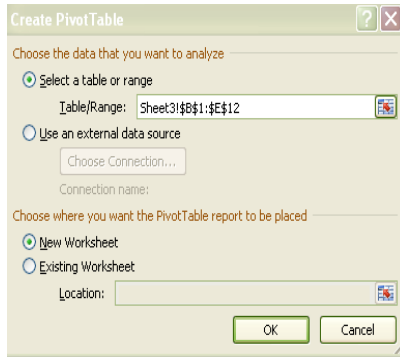 Create PivotTable
Choose the data that you want to analyze
Select a table or range
Table/Range: Sheet3!$B$1:$E$12
Use an external data source
Choose Connection...
Connection name:
Choose where you want the PivotTable report to be placed
New Worksheet
Existing Worksheet
Location:
OK Cancel